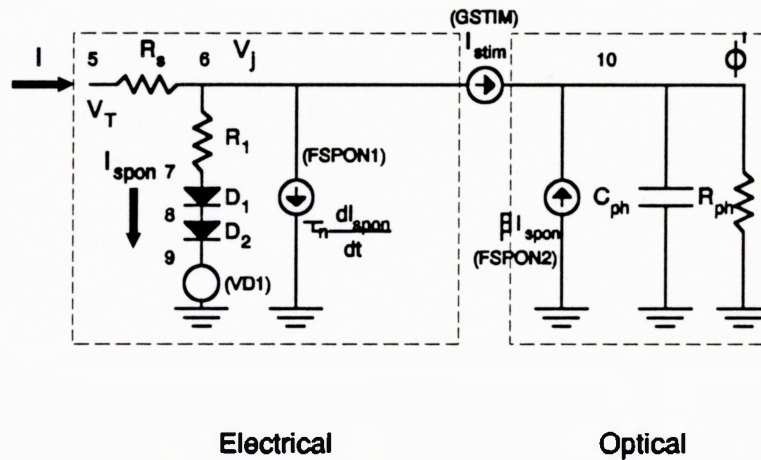 (GSTIM)
I stim
I
5
R s
6
V j
10
ϕ'
V T
R 1
I spon
7
(FSPON1)
D 1
8
D 2
9
τ n dI spon
dt
(VD1)
β I spon
(FSPON2)
C ph
R ph
Electrical
Optical